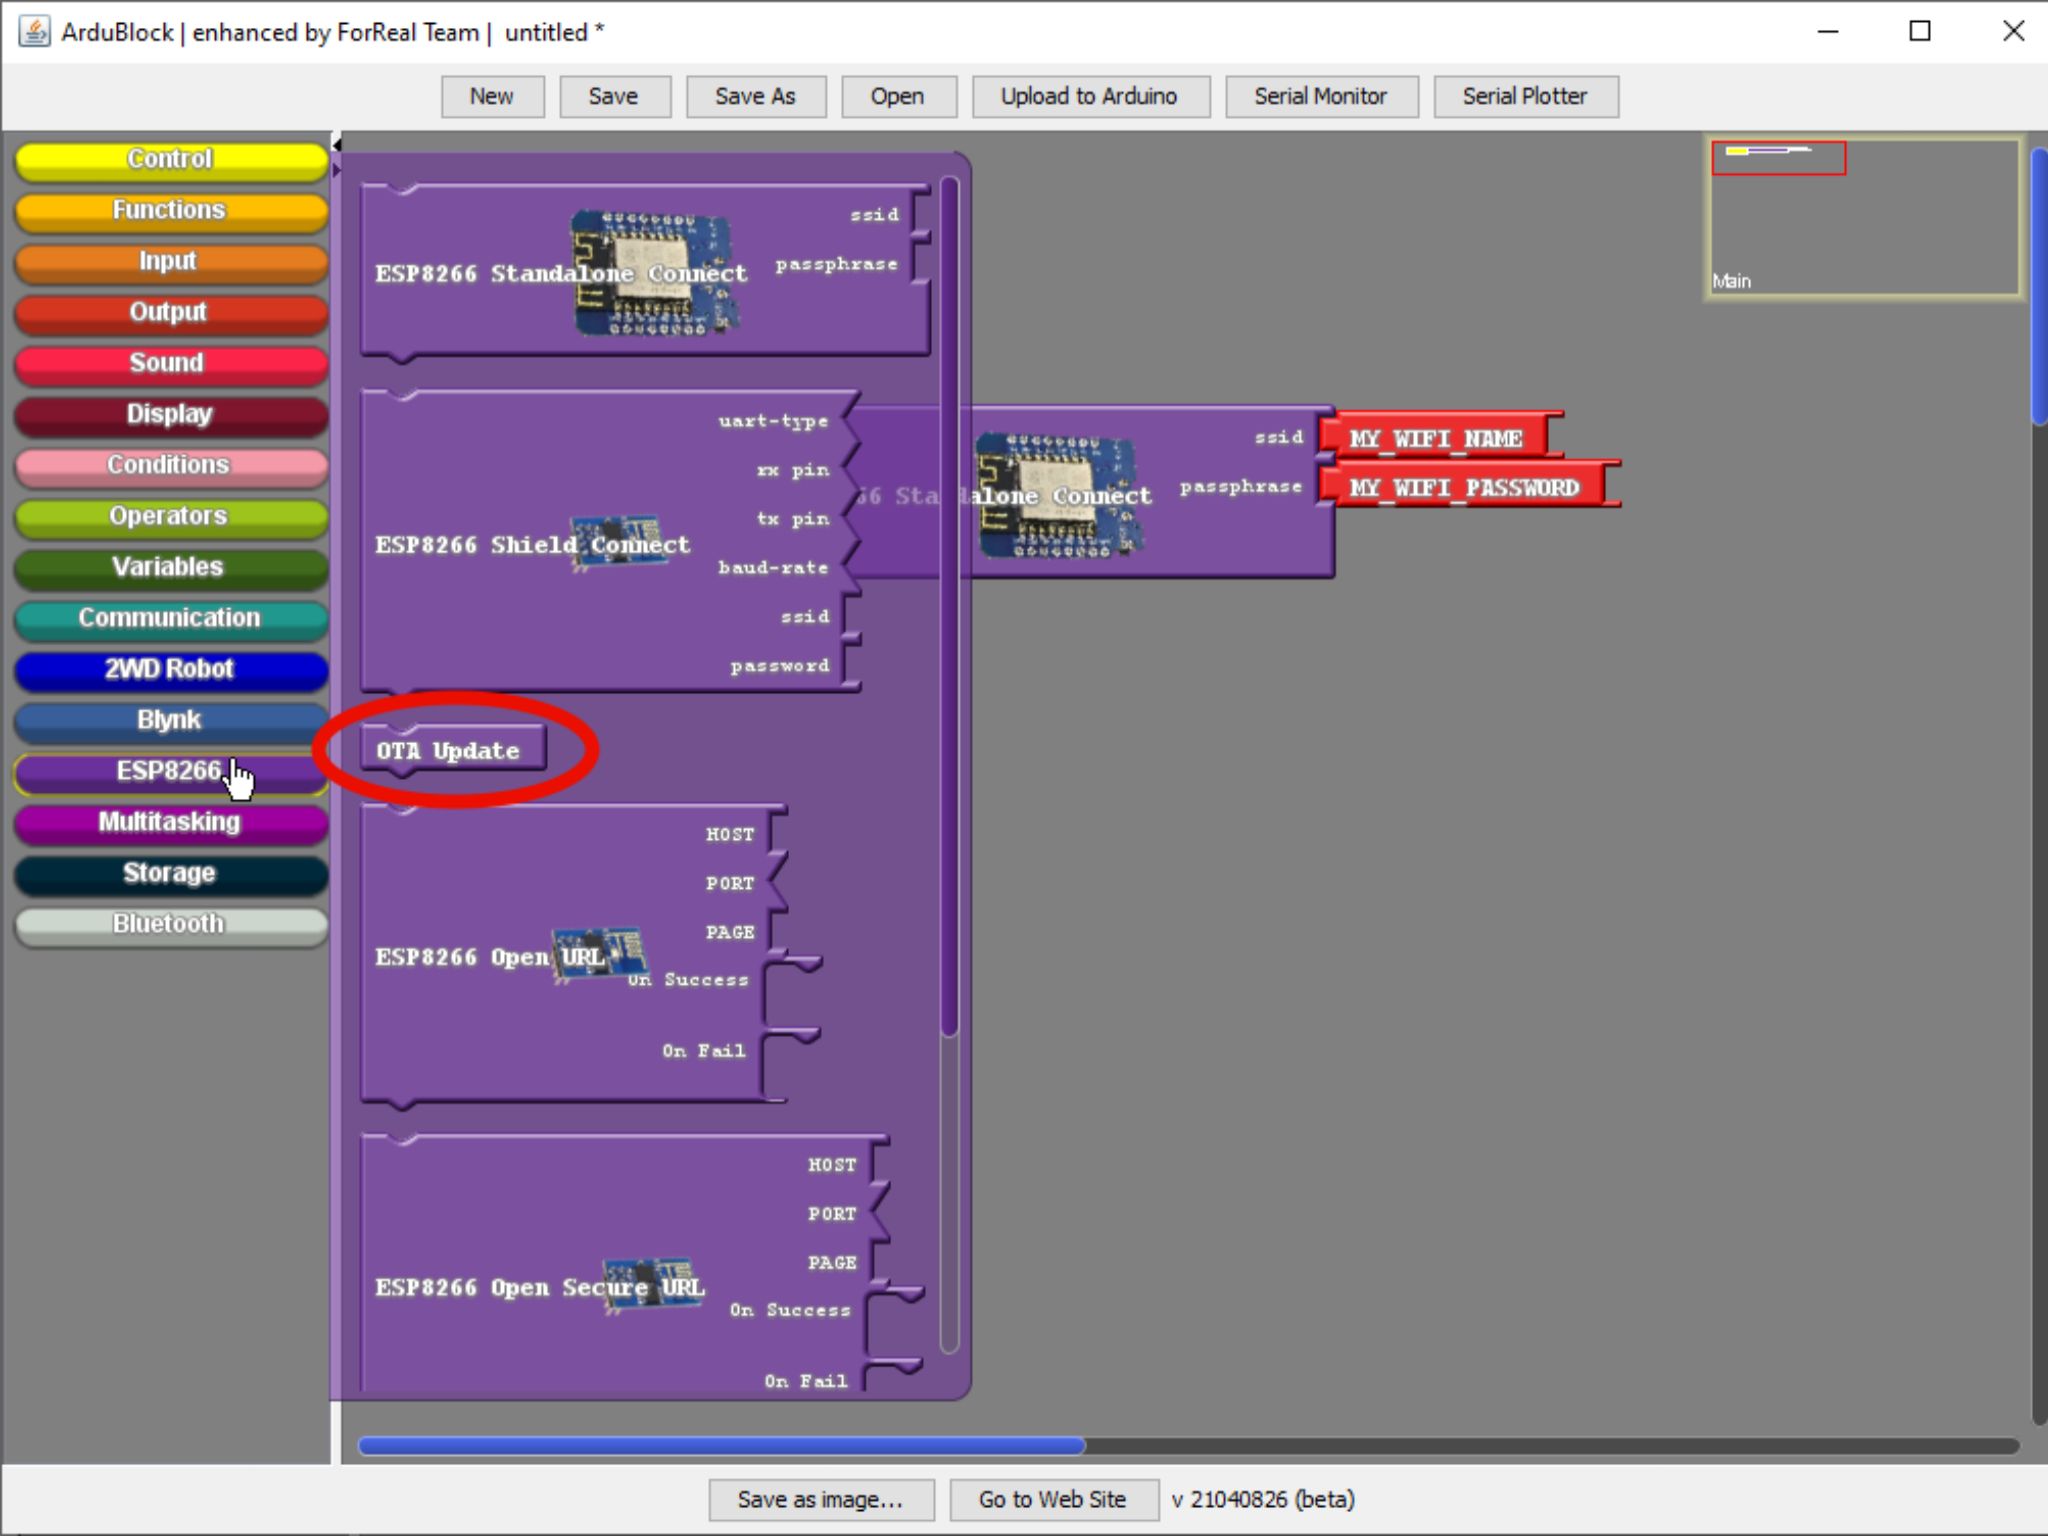 ArduBlock | enhanced by ForReal Team | untitled *
New Save Save As Open Upload to Arduino Serial Monitor Serial Plotter
Control
Functions
Input
Output
Sound
Display
Conditions
Operators
Variables
Communication
2WD Robot
Blynk
ESP8266
Multitasking
Storage
Bluetooth
ssid
ESP8266 Standalone Connect
passphrase
uart-type
rx pin
tx pin
ESP8266 Shield Connect
baud-rate
ssid
password
OTA Update
HOST
PORT
PAGE
ESP8266 Open URL
On Success
On Fail
HOST
PORT
PAGE
ESP8266 Open Secure URL
On Success
On Fail
66 Standalone Connect
ssid
MY_WIFI_NAME
passphrase
MY_WIFI_PASSWORD
Main
Save as image... Go to Web Site v 21040826 (beta)